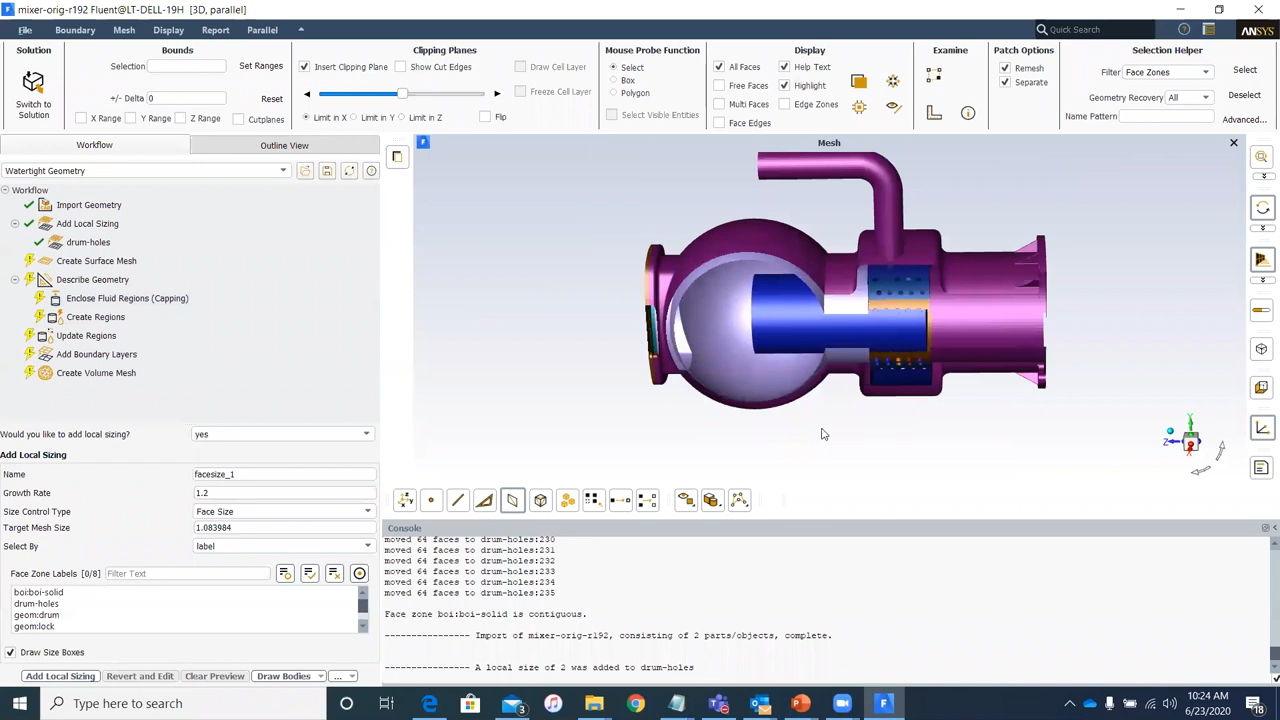 mixer-orig-r192 Fluent@LT-DELL-19H [3D, parallel]
File Boundary Mesh Display Report Parallel
Quick Search
ANSYS
Solution
Switch to
Solution
Bounds
Selection
Set Ranges
+/- Delta 0
Reset
X Range Y Range Z Range Cutplanes
Clipping Planes
Insert Clipping Plane Show Cut Edges Draw Cell Layer
Freeze Cell Layer
Limit in X Limit in Y Limit in Z Flip
Mouse Probe Function
Select
Box
Polygon
Select Visible Entities
Display
All Faces Help Text
Free Faces Highlight
Multi Faces Edge Zones
Face Edges
Examine
Patch Options
Remesh
Separate
Selection Helper
Filter Face Zones Select
Geometry Recovery All Deselect
Name Pattern Advanced...
Workflow Outline View
Watertight Geometry
Workflow
Import Geometry
Add Local Sizing
drum-holes
Create Surface Mesh
Describe Geometry
Enclose Fluid Regions (Capping)
Create Regions
Update Regions
Add Boundary Layers
Create Volume Mesh
Would you like to add local sizing? yes
Add Local Sizing
Name facesize_1
Growth Rate 1.2
Size Control Type Face Size
Target Mesh Size 1.083984
Select By label
Face Zone Labels [0/8] Filter Text
boi:boi-solid
drum-holes
geom:drum
geom:lock
Draw Size Boxes
Add Local Sizing Revert and Edit Clear Preview Draw Bodies ...
Mesh
Y
Z
Console
moved 64 faces to drum-holes:230
moved 64 faces to drum-holes:231
moved 64 faces to drum-holes:232
moved 64 faces to drum-holes:233
moved 64 faces to drum-holes:234
moved 64 faces to drum-holes:235
Face zone boi:boi-solid is contiguous.
---------------- Import of mixer-orig-r192, consisting of 2 parts/objects, complete.
---------------- A local size of 2 was added to drum-holes
Type here to search
3
10:24 AM
6/23/2020
18